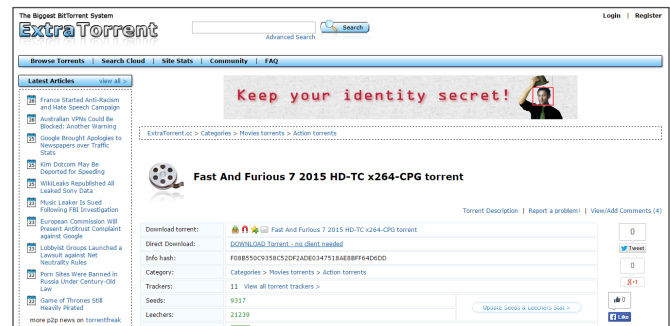 The Biggest BitTorrent System
Login | Register
ExtraTorrent
Search
Advanced Search
Browse Torrents | Search Cloud | Site Stats | Community | FAQ
Latest Articles view all >
26 France Started Anti-Racism
and Hate Speech Campaign
Australian VPNs Could Be
Blocked: Another Warning
Google Brought Apologies to
Newspapers over Traffic
Stats
Kim Dotcom May Be
Deported for Speeding
WikiLeaks Republished All
Leaked Sony Data
Music Leaker Is Sued
Following FBI Investigation
European Commission Will
Present Antitrust Complaint
against Google
Lobbyist Groups Launched a
Lawsuit against Net
Neutrality Rules
Porn Sites Were Banned in
Russia Under Century-Old
Law
Game of Thrones Still
Heavily Pirated
more p2p news on torrentfreak
Keep your identity secret!
ExtraTorrent.cc > Categories > Movies torrents > Action torrents
Fast And Furious 7 2015 HD-TC x264-CPG torrent
Torrent Description | Report a problem! | View/Add Comments (4)
Download torrent: Fast And Furious 7 2015 HD-TC x264-CPG torrent
Direct Download: DOWNLOAD Torrent - no client needed
Info hash: F08B550C9358C52DF2ADE0347518AE8BFF64D6DD
Category: Categories > Movies torrents > Action torrents
Trackers: 11 View all torrent trackers >
Seeds: 9317
Leechers: 21239
Update Seeds & Leechers Stat >
0
Tweet
0
g+1
0
Like